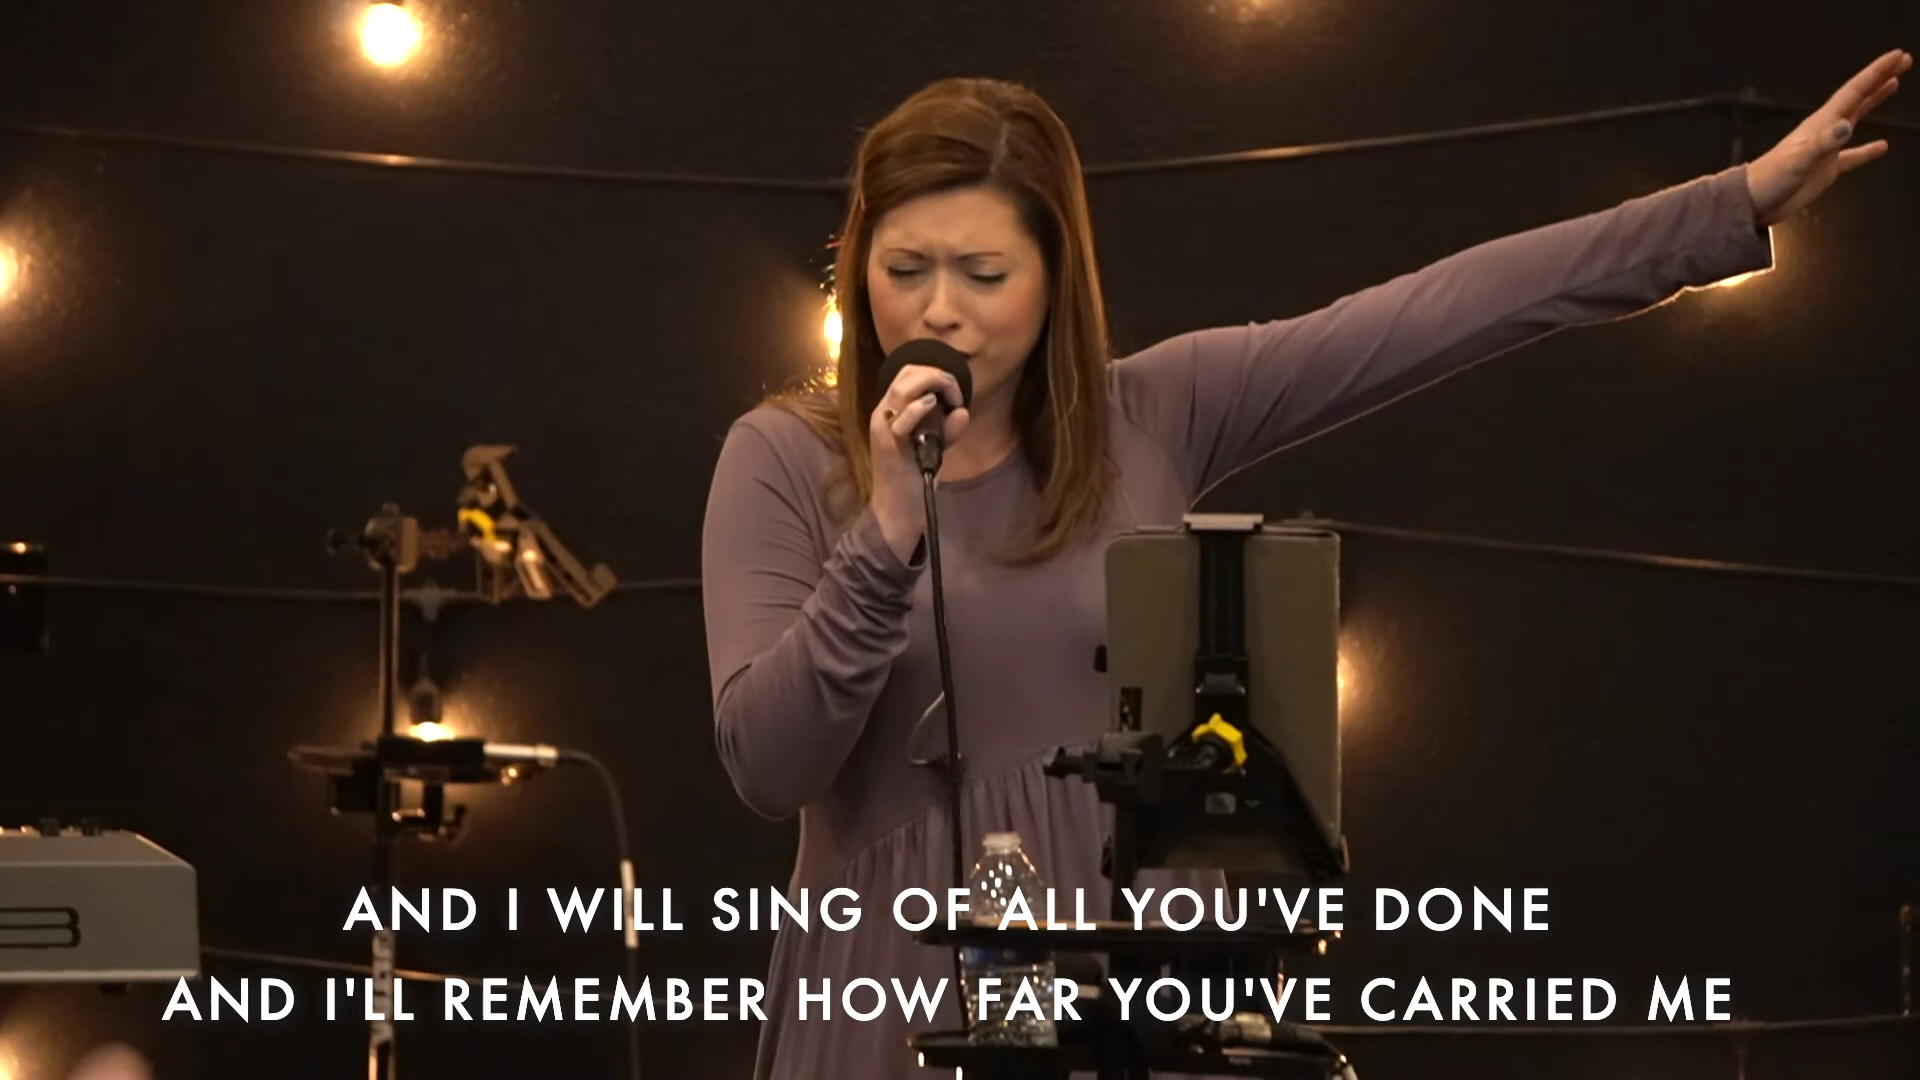 AND I WILL SING OF ALL YOU'VE DONE
AND I'LL REMEMBER HOW FAR YOU'VE CARRIED ME